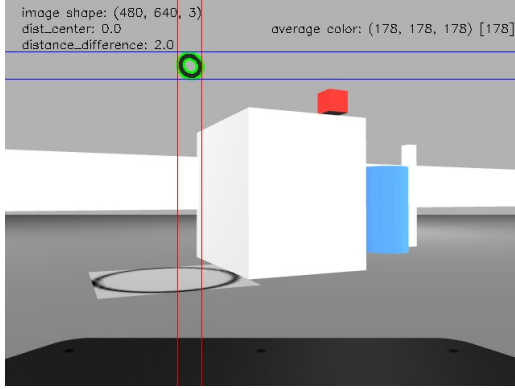 image shape: (480, 640, 3)
dist_center: 0.0
distance_difference: 2.0
average color: (178, 178, 178) [178]